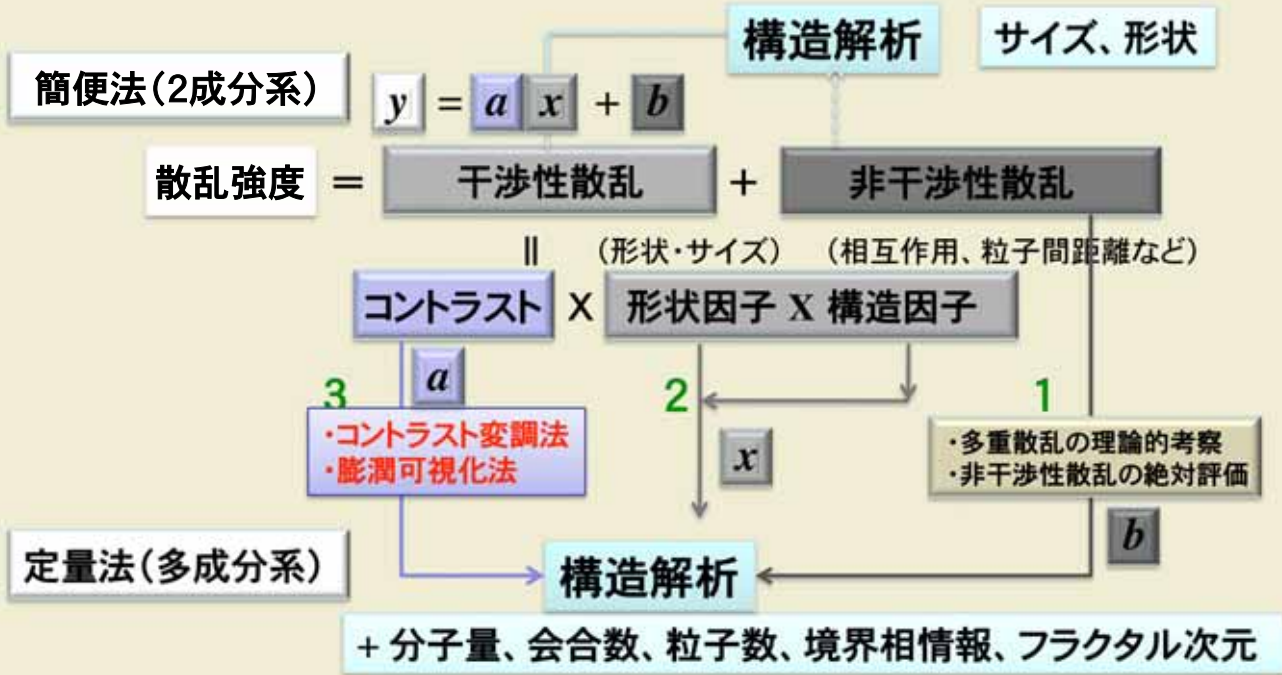 構造解析
サイズ、形状
簡便法(2成分系)
y = a x + b
散乱強度 = 干渉性散乱 + 非干渉性散乱
|| (形状・サイズ) (相互作用、粒子間距離など)
コントラスト X 形状因子 X 構造因子
a
3
2
1
・コントラスト変調法
・膨潤可視化法
x
・多重散乱の理論的考察
・非干渉性散乱の絶対評価
b
定量法(多成分系)
構造解析
+ 分子量、会合数、粒子数、境界相情報、フラクタル次元